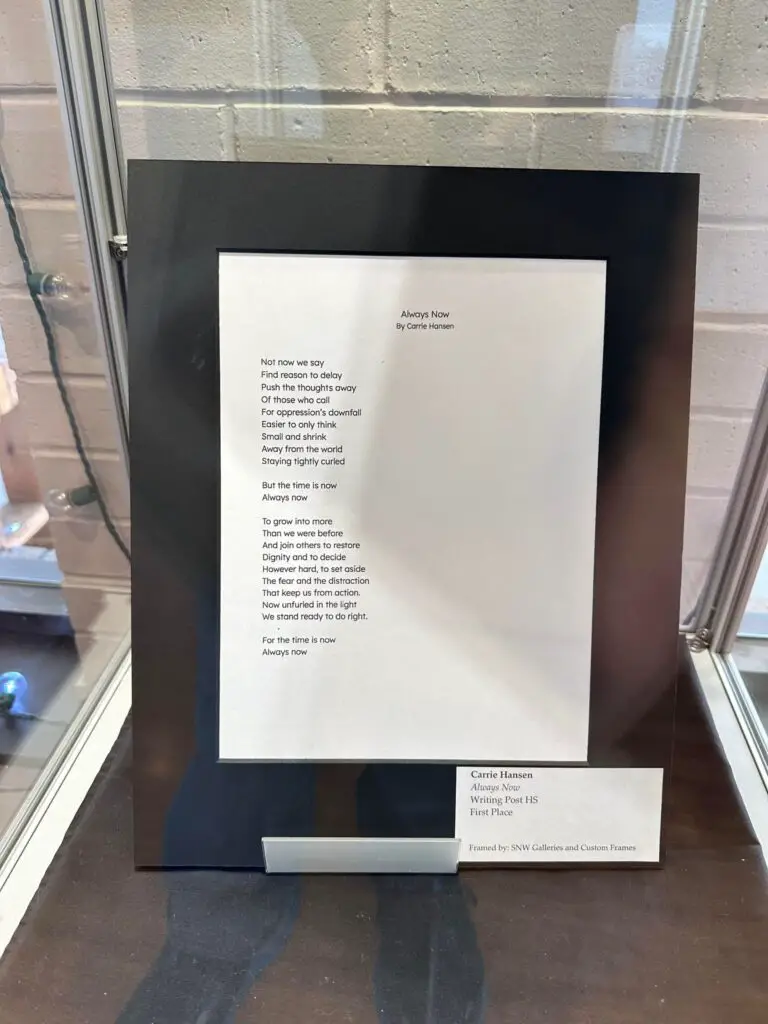 Always Now
By Carrie Hansen
Not now we say
Find reason to delay
Push the thoughts away
Of those who call
For oppression's downfall
Easier to only think
Small and shrink
Away from the world
Staying tightly curled
But the time is now
Always now
To grow into more
Than we were before
And join others to restore
Dignity and to decide
However hard, to set aside
The fear and the distraction
That keep us from action.
Now unfurled in the light
We stand ready to do right.
For the time is now
Always now
Carrie Hansen
Always Now
Writing Post HS
First Place
Framed by: SNW Galleries and Custom Frames